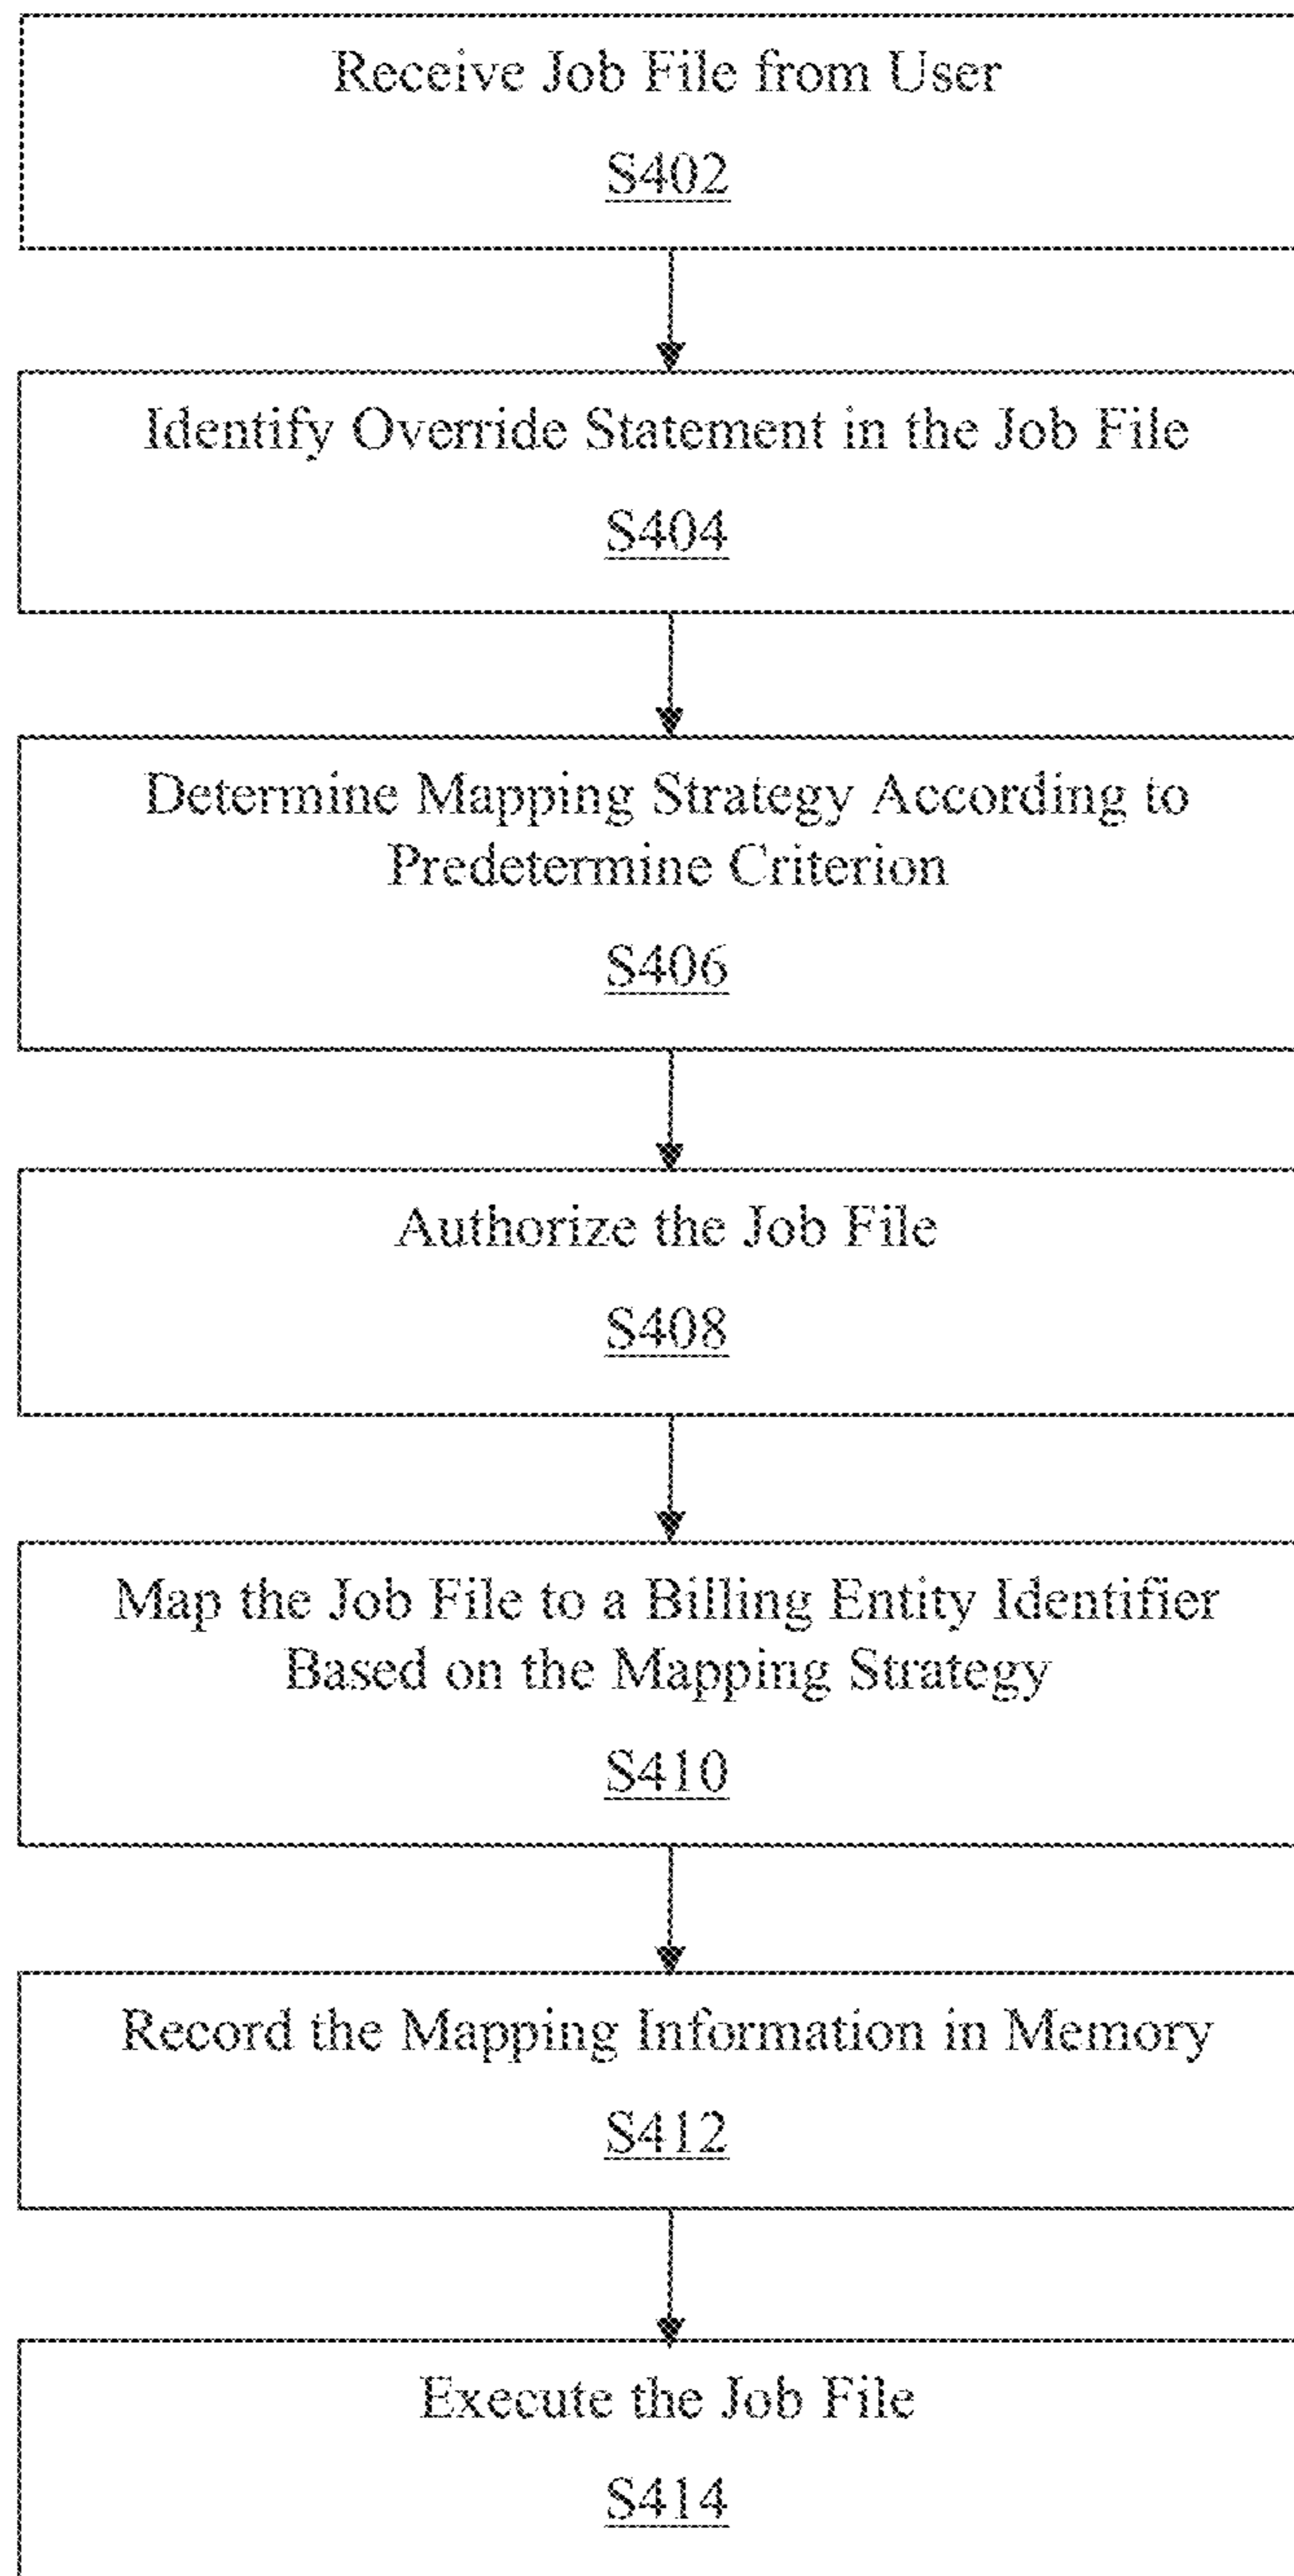 Receive Job File from User
S402
Identify Override Statement in the Job File
S404
Determine Mapping Strategy According to
Predetermine Criterion
S406
Authorize the Job File
S408
Map the Job File to a Billing Entity Identifier
Based on the Mapping Strategy
S410
Record the Mapping Information in Memory
S412
Execute the Job File
S414